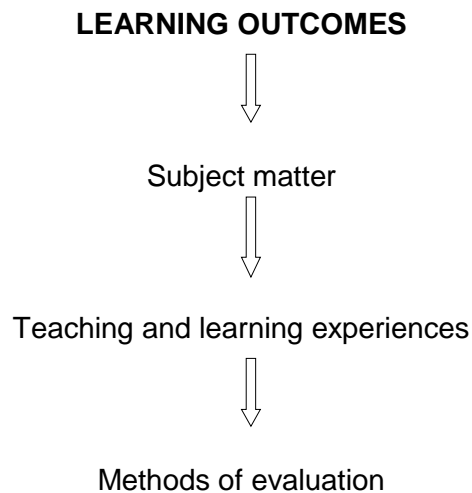 LEARNING OUTCOMES
Subject matter
Teaching and learning experiences
Methods of evaluation